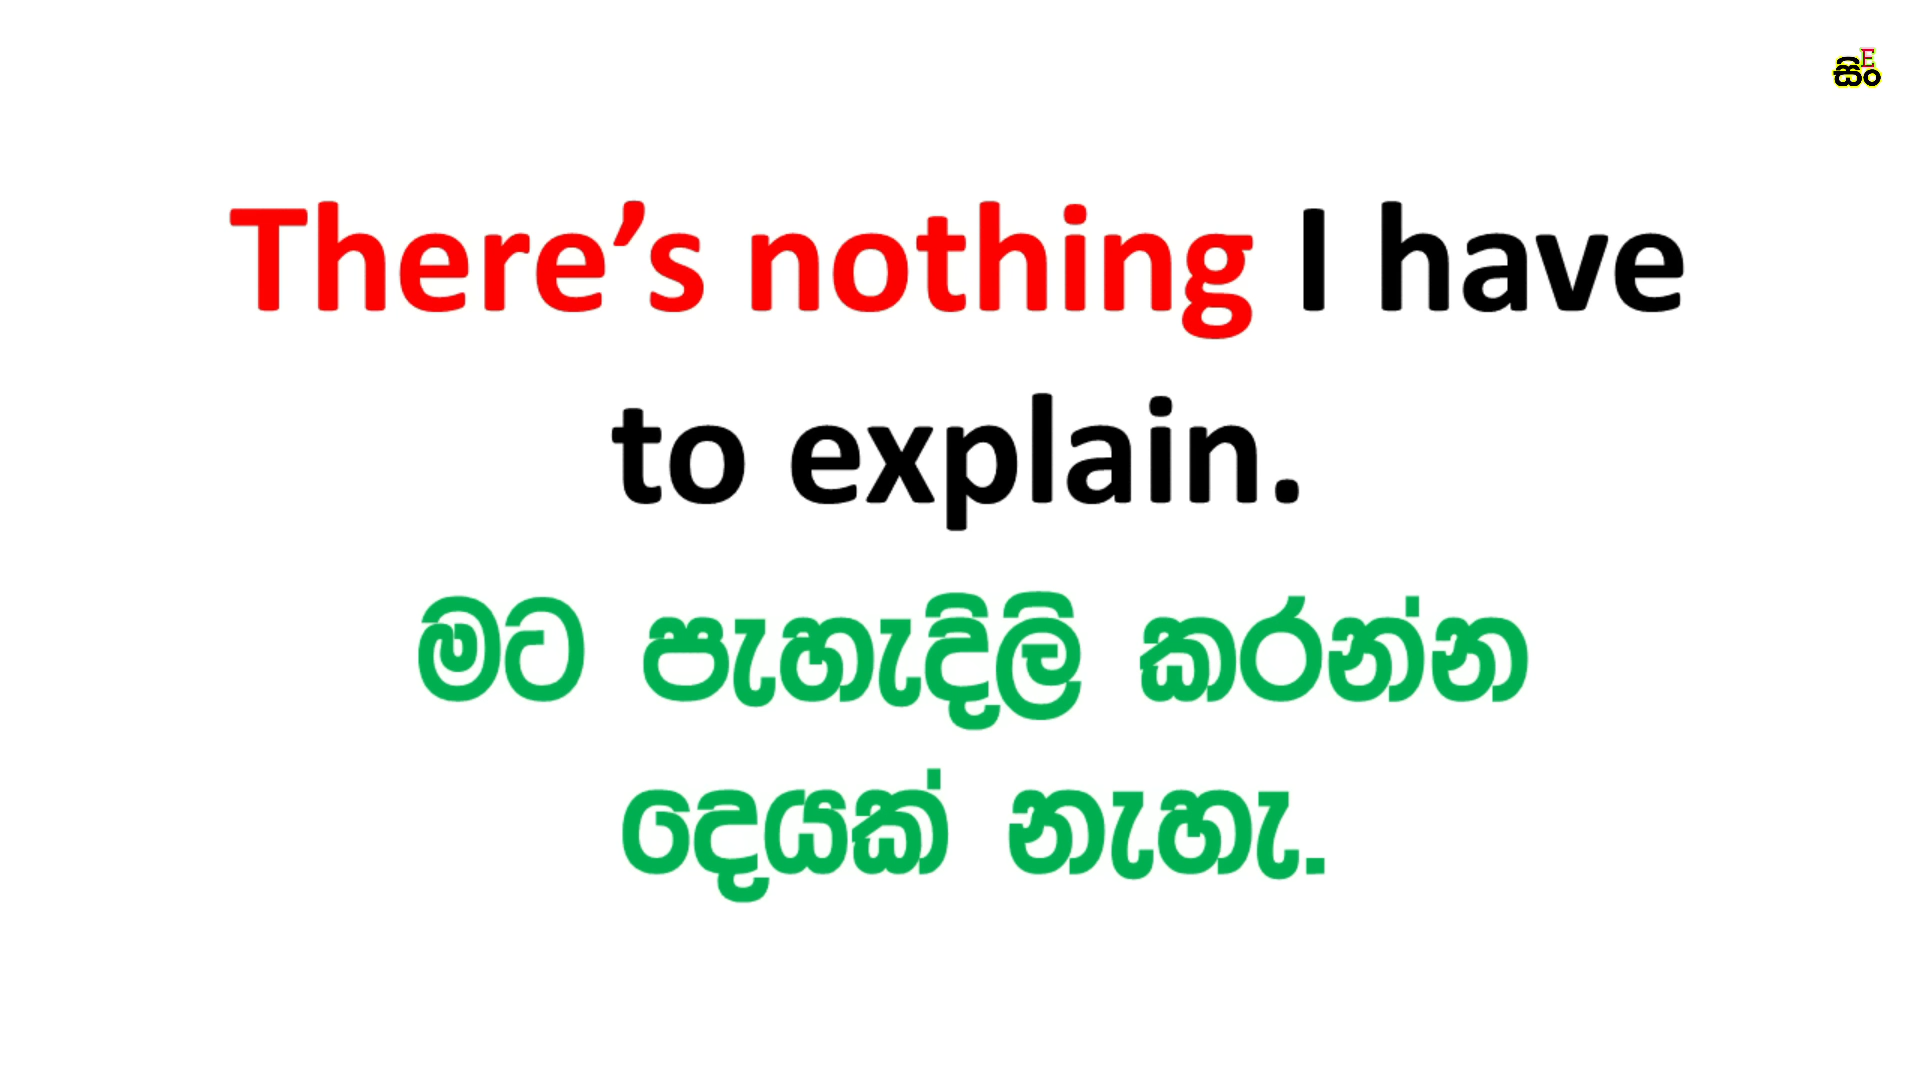 සිංE
There’s nothing I have
to explain.
මට පැහැදිලි කරන්න
දෙයක් නැහැ.